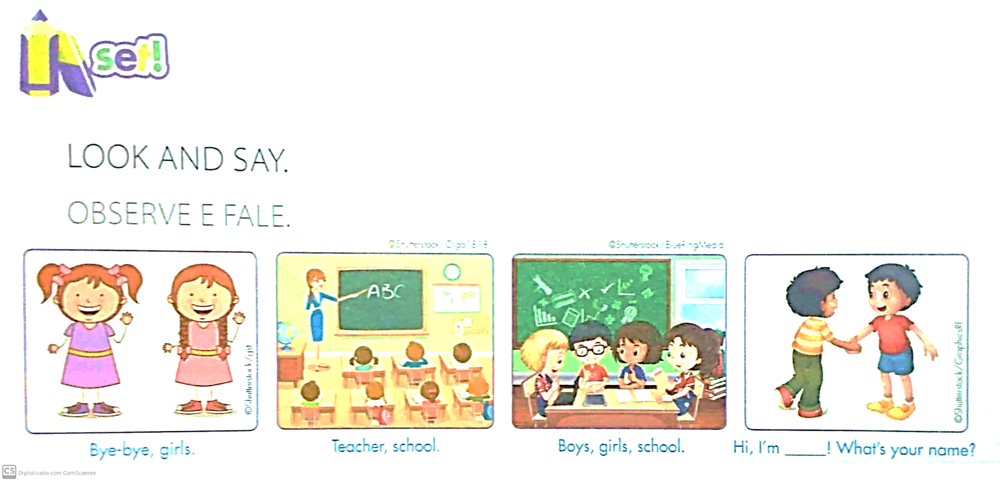 set!
LOOK AND SAY.
OBSERVE E FALE.
©Shutterstock/Olga1818
©Shutterstock/BlueRingMedia
ABC
©Shutterstock/gst
©Shutterstock/GraphicsRF
Bye-bye, girls.
Teacher, school.
Boys, girls, school.
Hi, I'm _____! What's your name?
CS Digitalizado com CamScanner